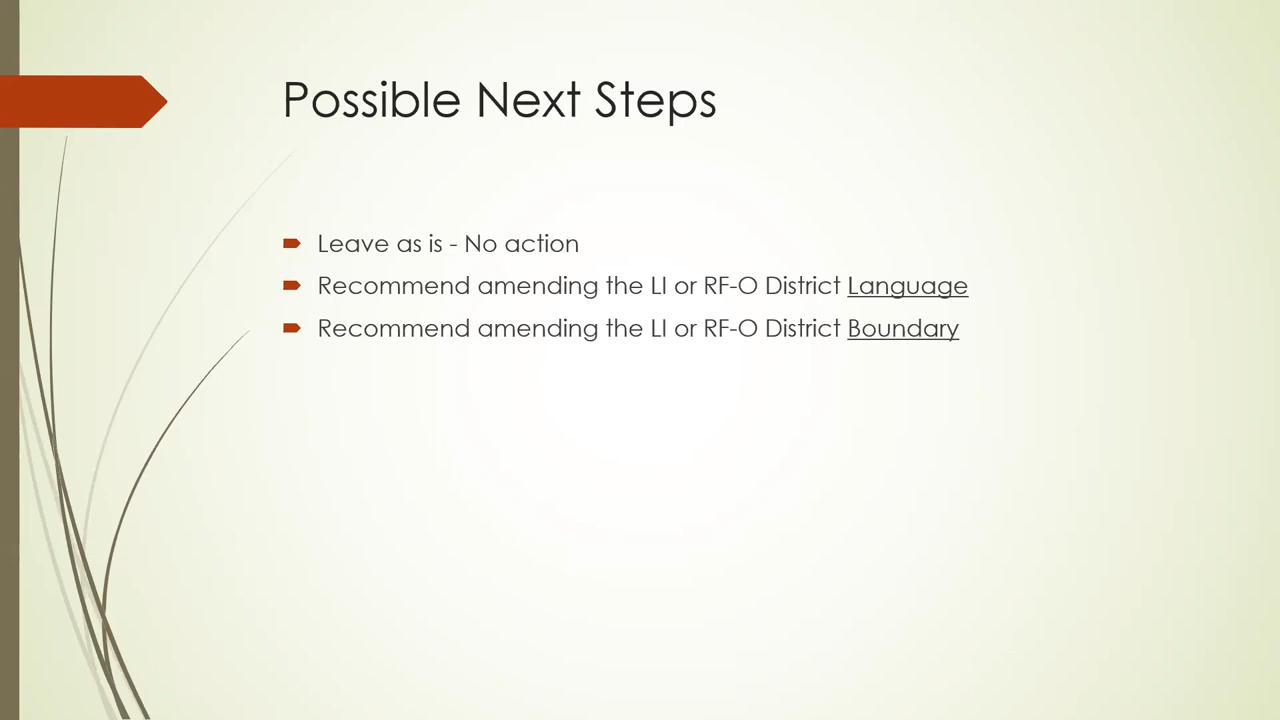 Possible Next Steps
Leave as is - No action
Recommend amending the LI or RF-O District Language
Recommend amending the LI or RF-O District Boundary